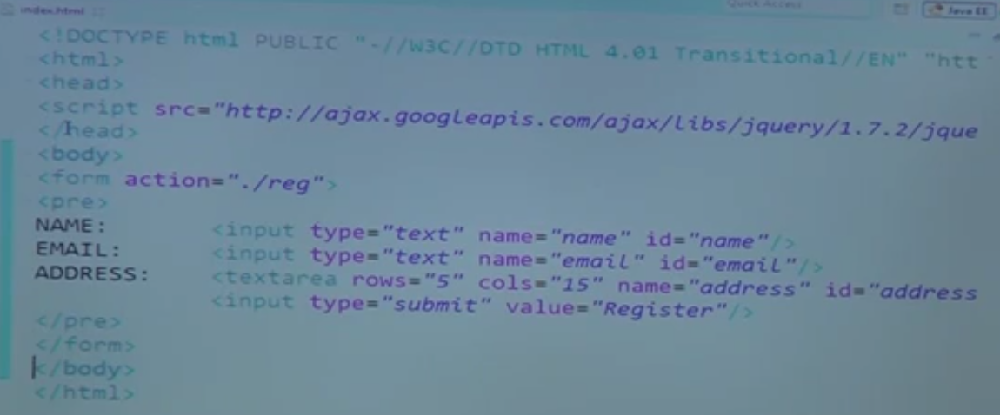 index.html
Quick Access
Java EE
<!DOCTYPE html PUBLIC "-//W3C//DTD HTML 4.01 Transitional//EN" "htt
<html>
<head>
<script src="http://ajax.googleapis.com/ajax/libs/jquery/1.7.2/jque
</head>
<body>
<form action="./reg">
<pre>
NAME: <input type="text" name="name" id="name"/>
EMAIL: <input type="text" name="email" id="email"/>
ADDRESS: <textarea rows="5" cols="15" name="address" id="address
<input type="submit" value="Register"/>
</pre>
</form>
</body>
</html>